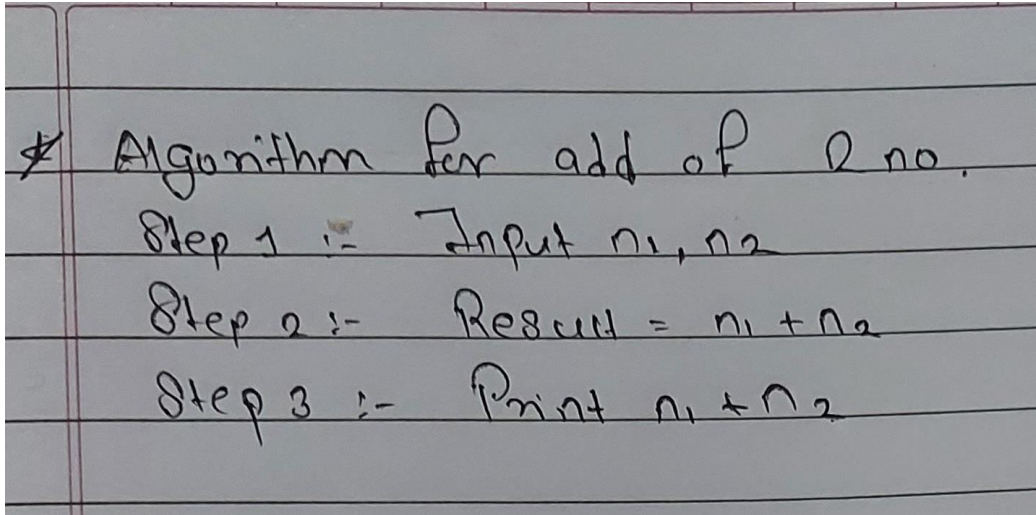 * Algorithm for add of 2 no.
Step 1 :- Input n1, n2
Step 2 :- Result = n1 + n2
Step 3 :- Print n1 + n2